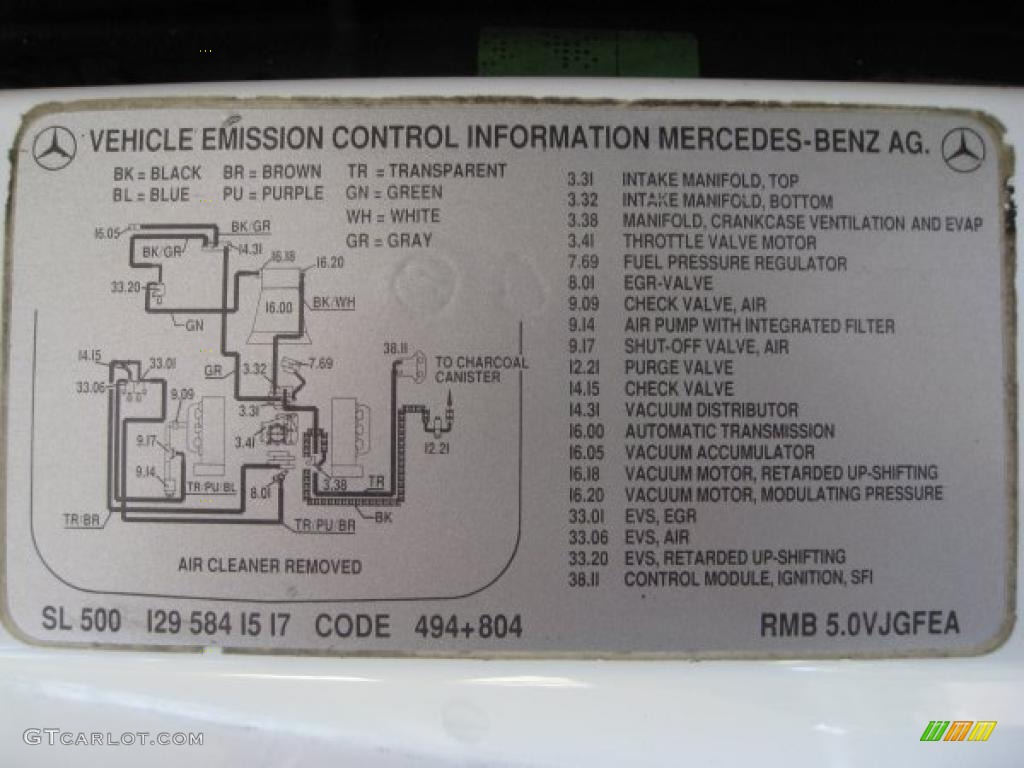 VEHICLE EMISSION CONTROL INFORMATION MERCEDES-BENZ AG.
BK = BLACK BR = BROWN TR = TRANSPARENT
BL = BLUE PU = PURPLE GN = GREEN
WH = WHITE
GR = GRAY
16.05
BK/GR
BK/GR
14.31
16.18
16.20
33.20
16.00
BK/WH
GN
14.15
33.01
GR
3.32
7.69
38.11
TO CHARCOAL
CANISTER
33.06
9.09
3.31
9.17
3.41
12.21
9.14
TR/PU/BL
8.01
3.38
TR
TR/BR
TR/PU/BR
BK
AIR CLEANER REMOVED
3.31 INTAKE MANIFOLD, TOP
3.32 INTAKE MANIFOLD, BOTTOM
3.38 MANIFOLD, CRANKCASE VENTILATION AND EVAP
3.41 THROTTLE VALVE MOTOR
7.69 FUEL PRESSURE REGULATOR
8.01 EGR-VALVE
9.09 CHECK VALVE, AIR
9.14 AIR PUMP WITH INTEGRATED FILTER
9.17 SHUT-OFF VALVE, AIR
12.21 PURGE VALVE
14.15 CHECK VALVE
14.31 VACUUM DISTRIBUTOR
16.00 AUTOMATIC TRANSMISSION
16.05 VACUUM ACCUMULATOR
16.18 VACUUM MOTOR, RETARDED UP-SHIFTING
16.20 VACUUM MOTOR, MODULATING PRESSURE
33.01 EVS, EGR
33.06 EVS, AIR
33.20 EVS, RETARDED UP-SHIFTING
38.11 CONTROL MODULE, IGNITION, SFI
SL 500 129 584 15 17 CODE 494+804 RMB 5.0VJGFEA
GTCARLOT.COM